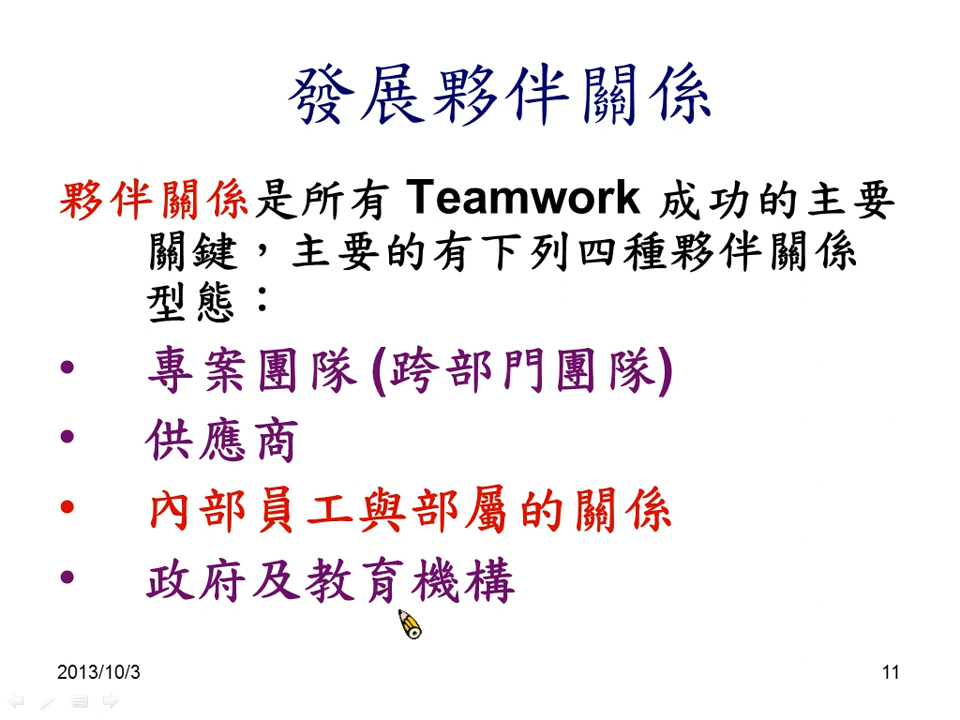 發展夥伴關係
夥伴關係是所有 Teamwork 成功的主要
關鍵，主要的有下列四種夥伴關係
型態：
• 專案團隊 (跨部門團隊)
• 供應商
• 內部員工與部屬的關係
• 政府及教育機構
2013/10/3
11